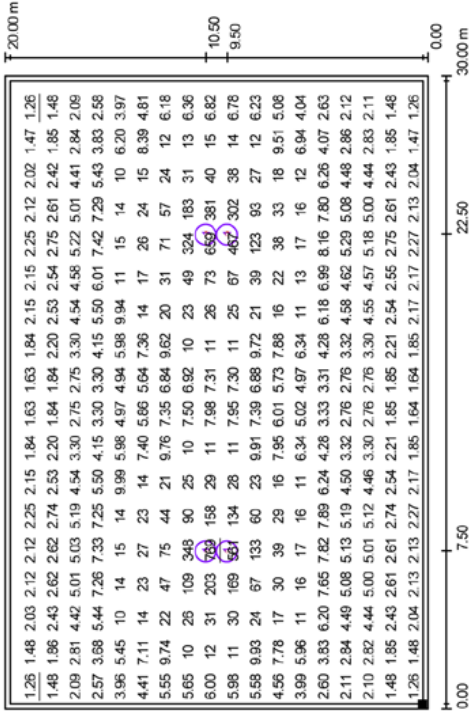 20.00 m
1.26 1.48 2.03 2.12 2.12 2.25 2.15 1.84 1.63 1.63 1.84 2.15 2.15 2.25 2.12 2.02 1.47 1.26
1.48 1.86 2.43 2.62 2.62 2.74 2.53 2.20 1.84 1.84 2.20 2.53 2.54 2.75 2.61 2.42 1.85 1.48
2.09 2.81 4.42 5.01 5.03 5.19 4.54 3.30 2.75 2.75 3.30 4.54 4.58 5.22 5.01 4.41 2.84 2.09
2.57 3.68 5.44 7.26 7.33 7.25 5.50 4.15 3.30 3.30 4.15 5.50 6.01 7.42 7.29 5.43 3.83 2.58
3.96 5.45 10 14 15 14 9.99 5.98 4.97 4.94 5.98 9.94 11 15 14 10 6.20 3.97
4.41 7.11 14 23 27 23 14 7.40 5.86 5.64 7.36 14 17 26 24 15 8.39 4.81
5.55 9.74 22 47 75 44 21 9.76 7.35 6.84 9.62 20 31 71 57 24 12 6.18
5.65 10 26 109 348 90 25 10 7.50 6.92 10 23 49 324 183 31 13 6.36
6.00 12 31 203 158 29 11 7.98 7.31 11 26 73 381 40 15 6.82
10.50
5.98 11 30 169 134 28 11 7.95 7.30 11 25 67 302 38 14 6.78
9.50
5.58 9.93 24 67 133 60 23 9.91 7.39 6.88 9.72 21 39 123 93 27 12 6.23
4.56 7.78 17 30 39 29 16 7.95 6.01 5.73 7.88 16 22 38 33 18 9.51 5.08
3.99 5.96 11 16 17 16 11 6.34 5.02 4.97 6.34 11 13 17 16 12 6.94 4.04
2.60 3.83 6.20 7.65 7.82 7.89 6.24 4.28 3.33 3.31 4.28 6.18 6.99 8.16 7.80 6.26 4.07 2.63
2.11 2.84 4.49 5.08 5.13 5.19 4.50 3.32 2.76 2.76 3.32 4.58 4.62 5.29 5.08 4.48 2.86 2.12
2.10 2.82 4.44 5.00 5.01 5.12 4.46 3.30 2.76 2.76 3.30 4.55 4.57 5.18 5.00 4.44 2.83 2.11
1.48 1.85 2.43 2.61 2.61 2.74 2.54 2.21 1.85 1.85 2.21 2.54 2.55 2.71 2.61 2.43 1.85 1.48
1.26 1.48 2.04 2.13 2.13 2.27 2.17 1.85 1.64 1.64 1.85 2.17 2.17 2.27 2.13 2.04 1.47 1.26
0.00
0.00 7.50 22.50 30.00 m